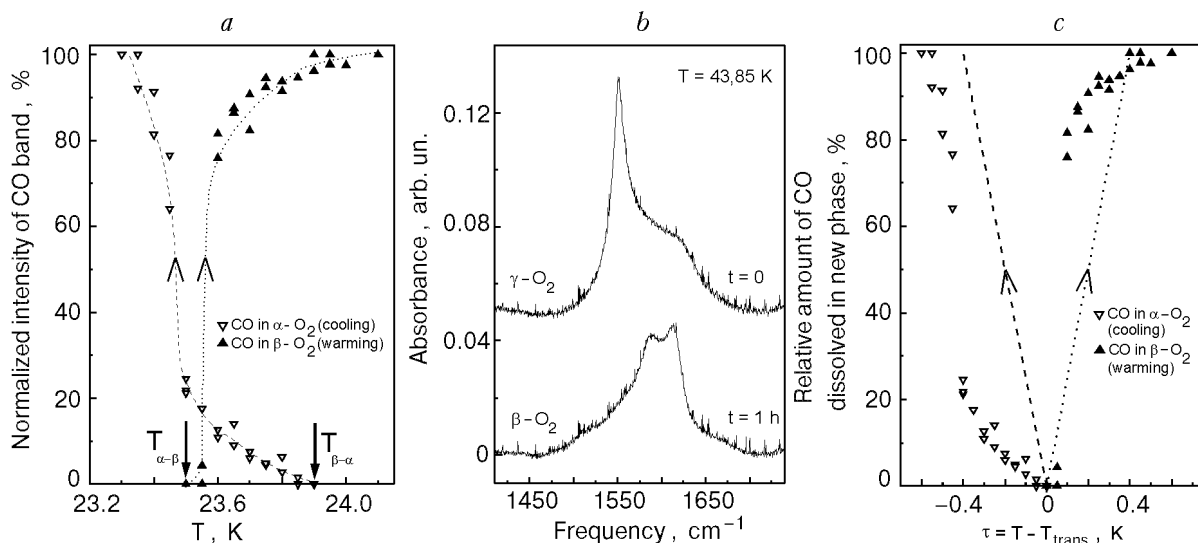 a
Normalized intensity of CO band , %
100
80
60
40
20
0
▽ CO in α- O₂ (cooling)
▲ CO in β- O₂ (warming)
T α–β
T β–α
23.2 23.6 24.0
T , K
b
Absorbance , arb. un.
T = 43,85 K
0.12
0.08
0.04
0
γ–O₂
t = 0
β–O₂
t = 1 h
1450 1550 1650
Frequency , cm⁻¹
c
Relative amount of CO
dissolved in new phase , %
100
80
60
40
20
0
▽ CO in α- O₂
(cooling)
▲ CO in β–O₂
(warming)
–0.4 0 0.4
τ = T – Ttrans , K